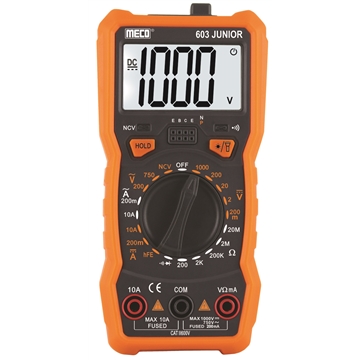 MECO 603 JUNIOR
DC 1000 V
E B C E N P
NCV
HOLD
OFF
NCV 1000
750 200
V 200 20 V
A 2
200m 200 m
10A 20M
10A 2M
200m 200K Ω
A hFE 2K
200
10A COM VΩmA
MAX 10A FUSED
MAX 1000V 750V
FUSED 200mA
CAT III 600V